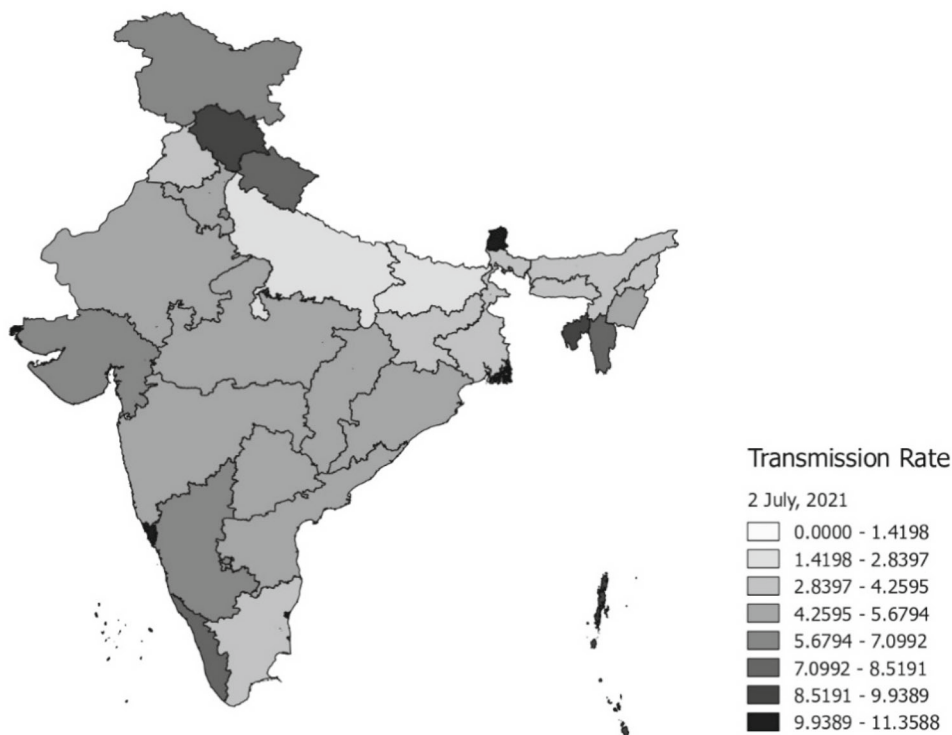 Transmission Rate
2 July, 2021
0.0000 - 1.4198
1.4198 - 2.8397
2.8397 - 4.2595
4.2595 - 5.6794
5.6794 - 7.0992
7.0992 - 8.5191
8.5191 - 9.9389
9.9389 - 11.3588